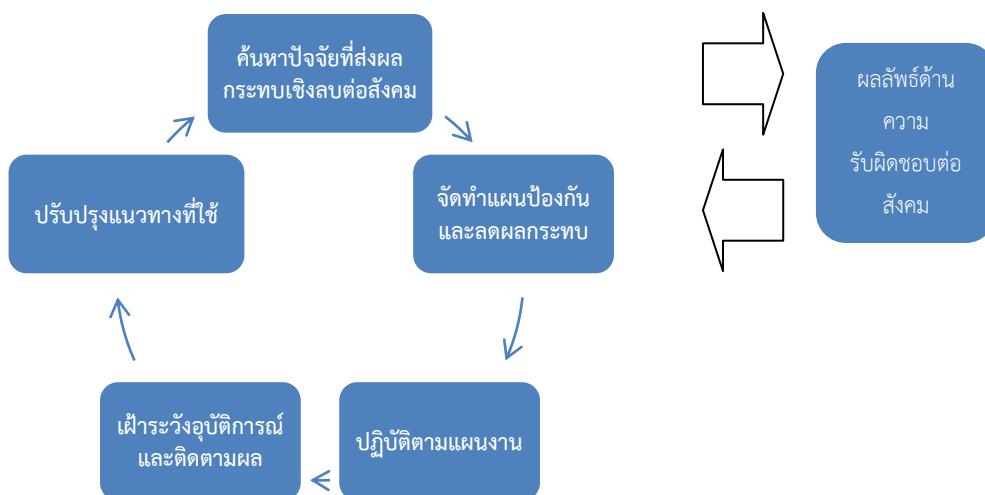 ค้นหาปัจจัยที่ส่งผล
กระทบเชิงลบต่อสังคม
จัดทำแผนป้องกัน
และลดผลกระทบ
ปฏิบัติตามแผนงาน
เฝ้าระวังอุบัติการณ์
และติดตามผล
ปรับปรุงแนวทางที่ใช้
ผลลัพธ์ด้าน
ความ
รับผิดชอบต่อ
สังคม